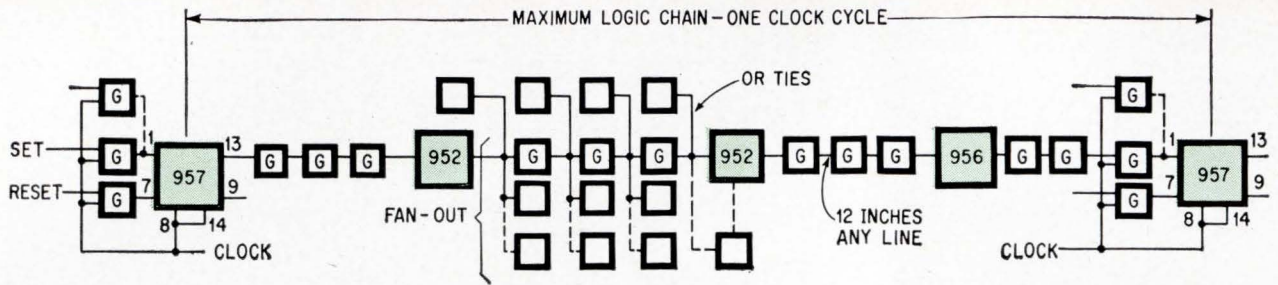 MAXIMUM LOGIC CHAIN-ONE CLOCK CYCLE
OR TIES
G
G
SET
G
1
13
957
G
G
G
952
G
G
G
952
G
G
G
956
G
G
G
1
13
957
RESET
7
G
9
7
G
9
8
14
FAN-OUT
12 INCHES
ANY LINE
8
14
CLOCK
CLOCK